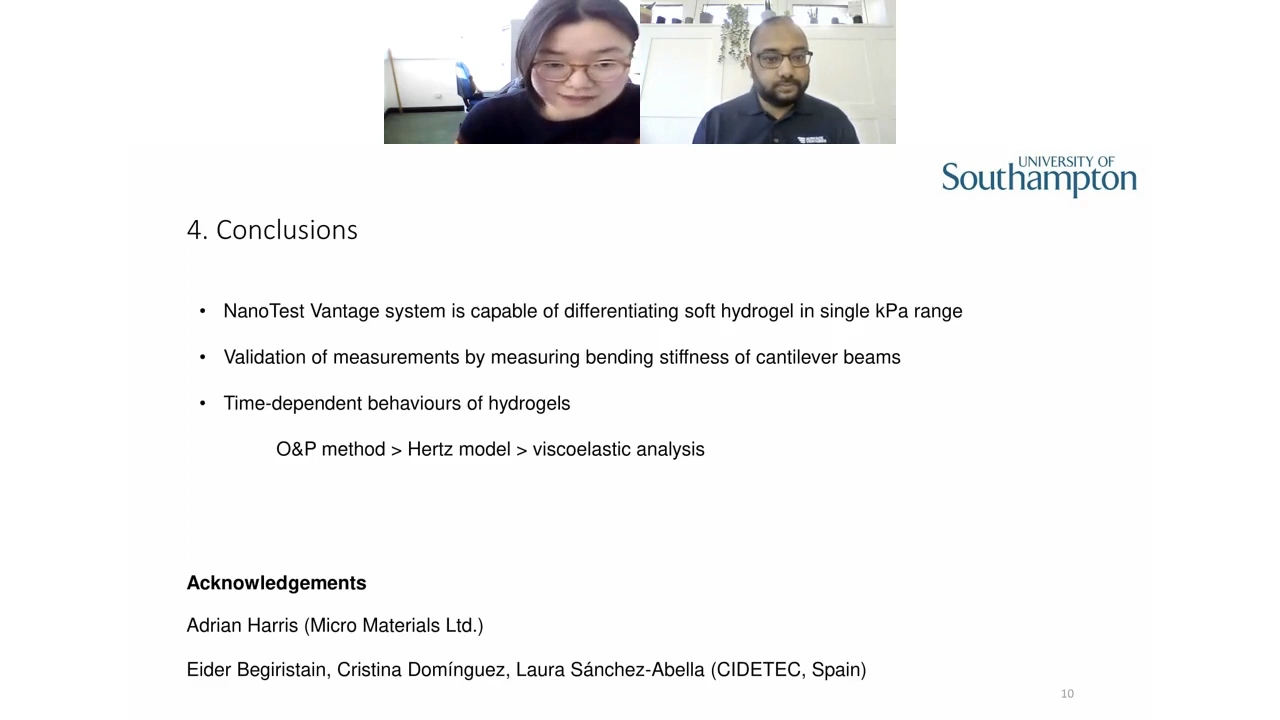 UNIVERSITY OF
Southampton
4. Conclusions
• NanoTest Vantage system is capable of differentiating soft hydrogel in single kPa range
• Validation of measurements by measuring bending stiffness of cantilever beams
• Time-dependent behaviours of hydrogels
O&P method > Hertz model > viscoelastic analysis
Acknowledgements
Adrian Harris (Micro Materials Ltd.)
Eider Begiristain, Cristina Domínguez, Laura Sánchez-Abella (CIDETEC, Spain)
10